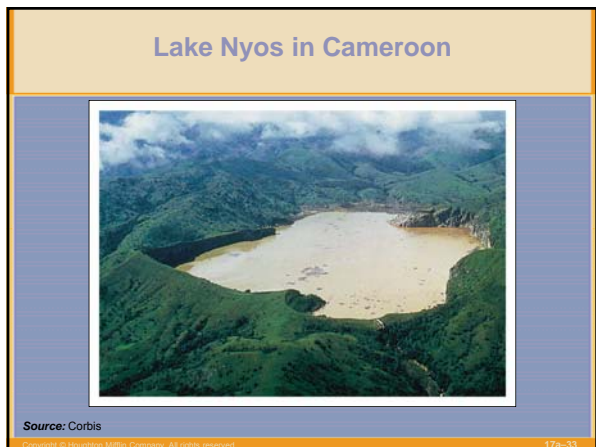 Lake Nyos in Cameroon
Source: Corbis
Copyright © Houghton Mifflin Company. All rights reserved.
17a–33